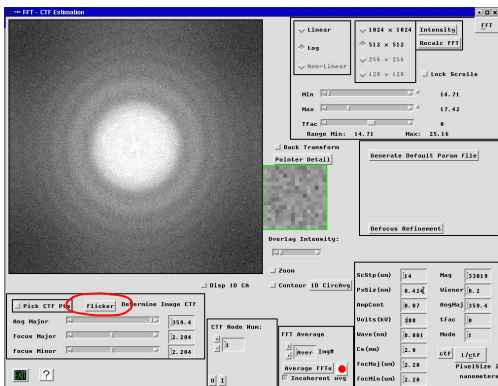 FFT - CTF Estimation
FFT
Linear
Log
Non-Linear
1024 x 1024
512 x 512
256 x 256
128 x 128
Intensity
Recalc FFT
Lock Scrolls
Min 14.71
Max 17.42
TFac 0
Range Min: 14.71 Max: 25.16
Back Transform
Pointer Detail
Generate Default Param File
Defocus Refinement
Overlay Intensity:
Zoom
Disp 1D CA
Contour 1D CircAvg
Pick CTF Pts Flicker Determine Image CTF
Ang Major 359.4
Focus Major 2.204
Focus Minor 2.204
CTF Node Num:
1
O I
FFT Average
Aver Img#
Average FFTs
Incoherent Avg
ScStp(um) 14 Mag 33019
PxSiz(nm) 0.424 Viener 0.2
AmpCont 0.07 AngMaj 359.4
Volts(kV) 300 tFac 0
Wave(nm) 0.001 Mode 1
Cs(mm) 2.0 ctf 1/ctf
FocMaj(um) 2.20 PixelSize i
FocMin(um) 2.20 nanometers
EXIT ?